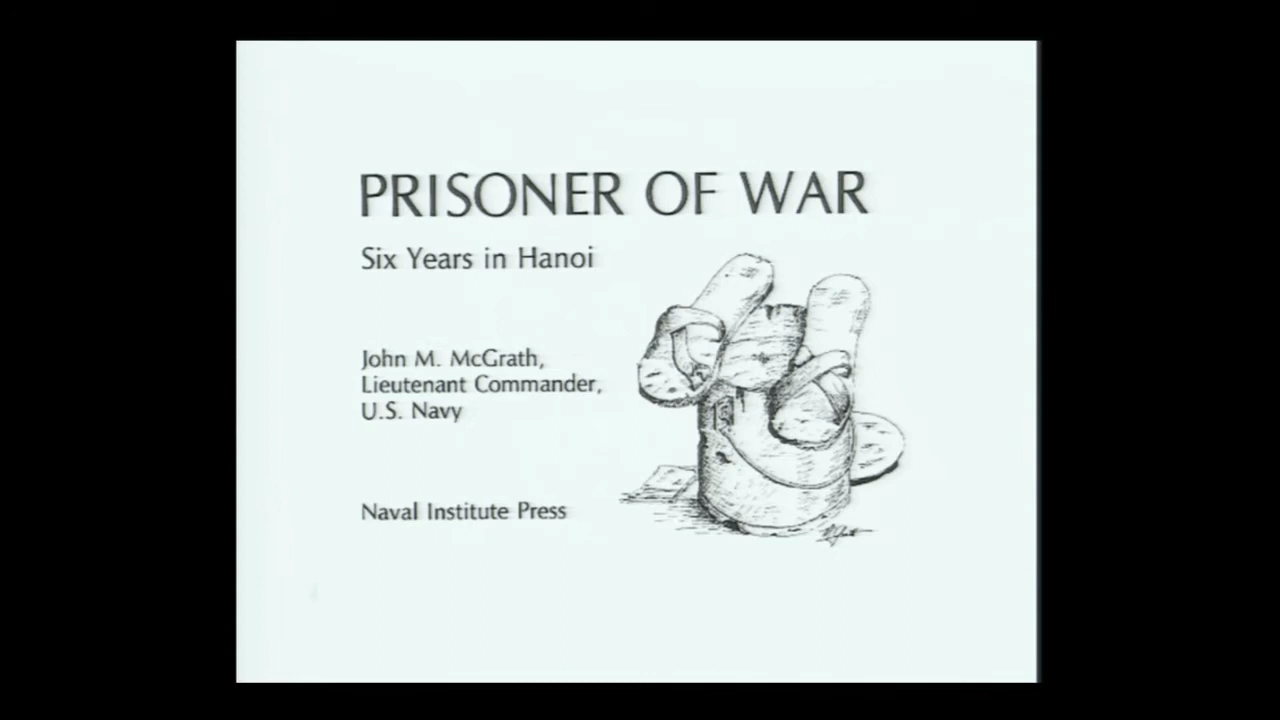 PRISONER OF WAR
Six Years in Hanoi
John M. McGrath,
Lieutenant Commander,
U.S. Navy
Naval Institute Press